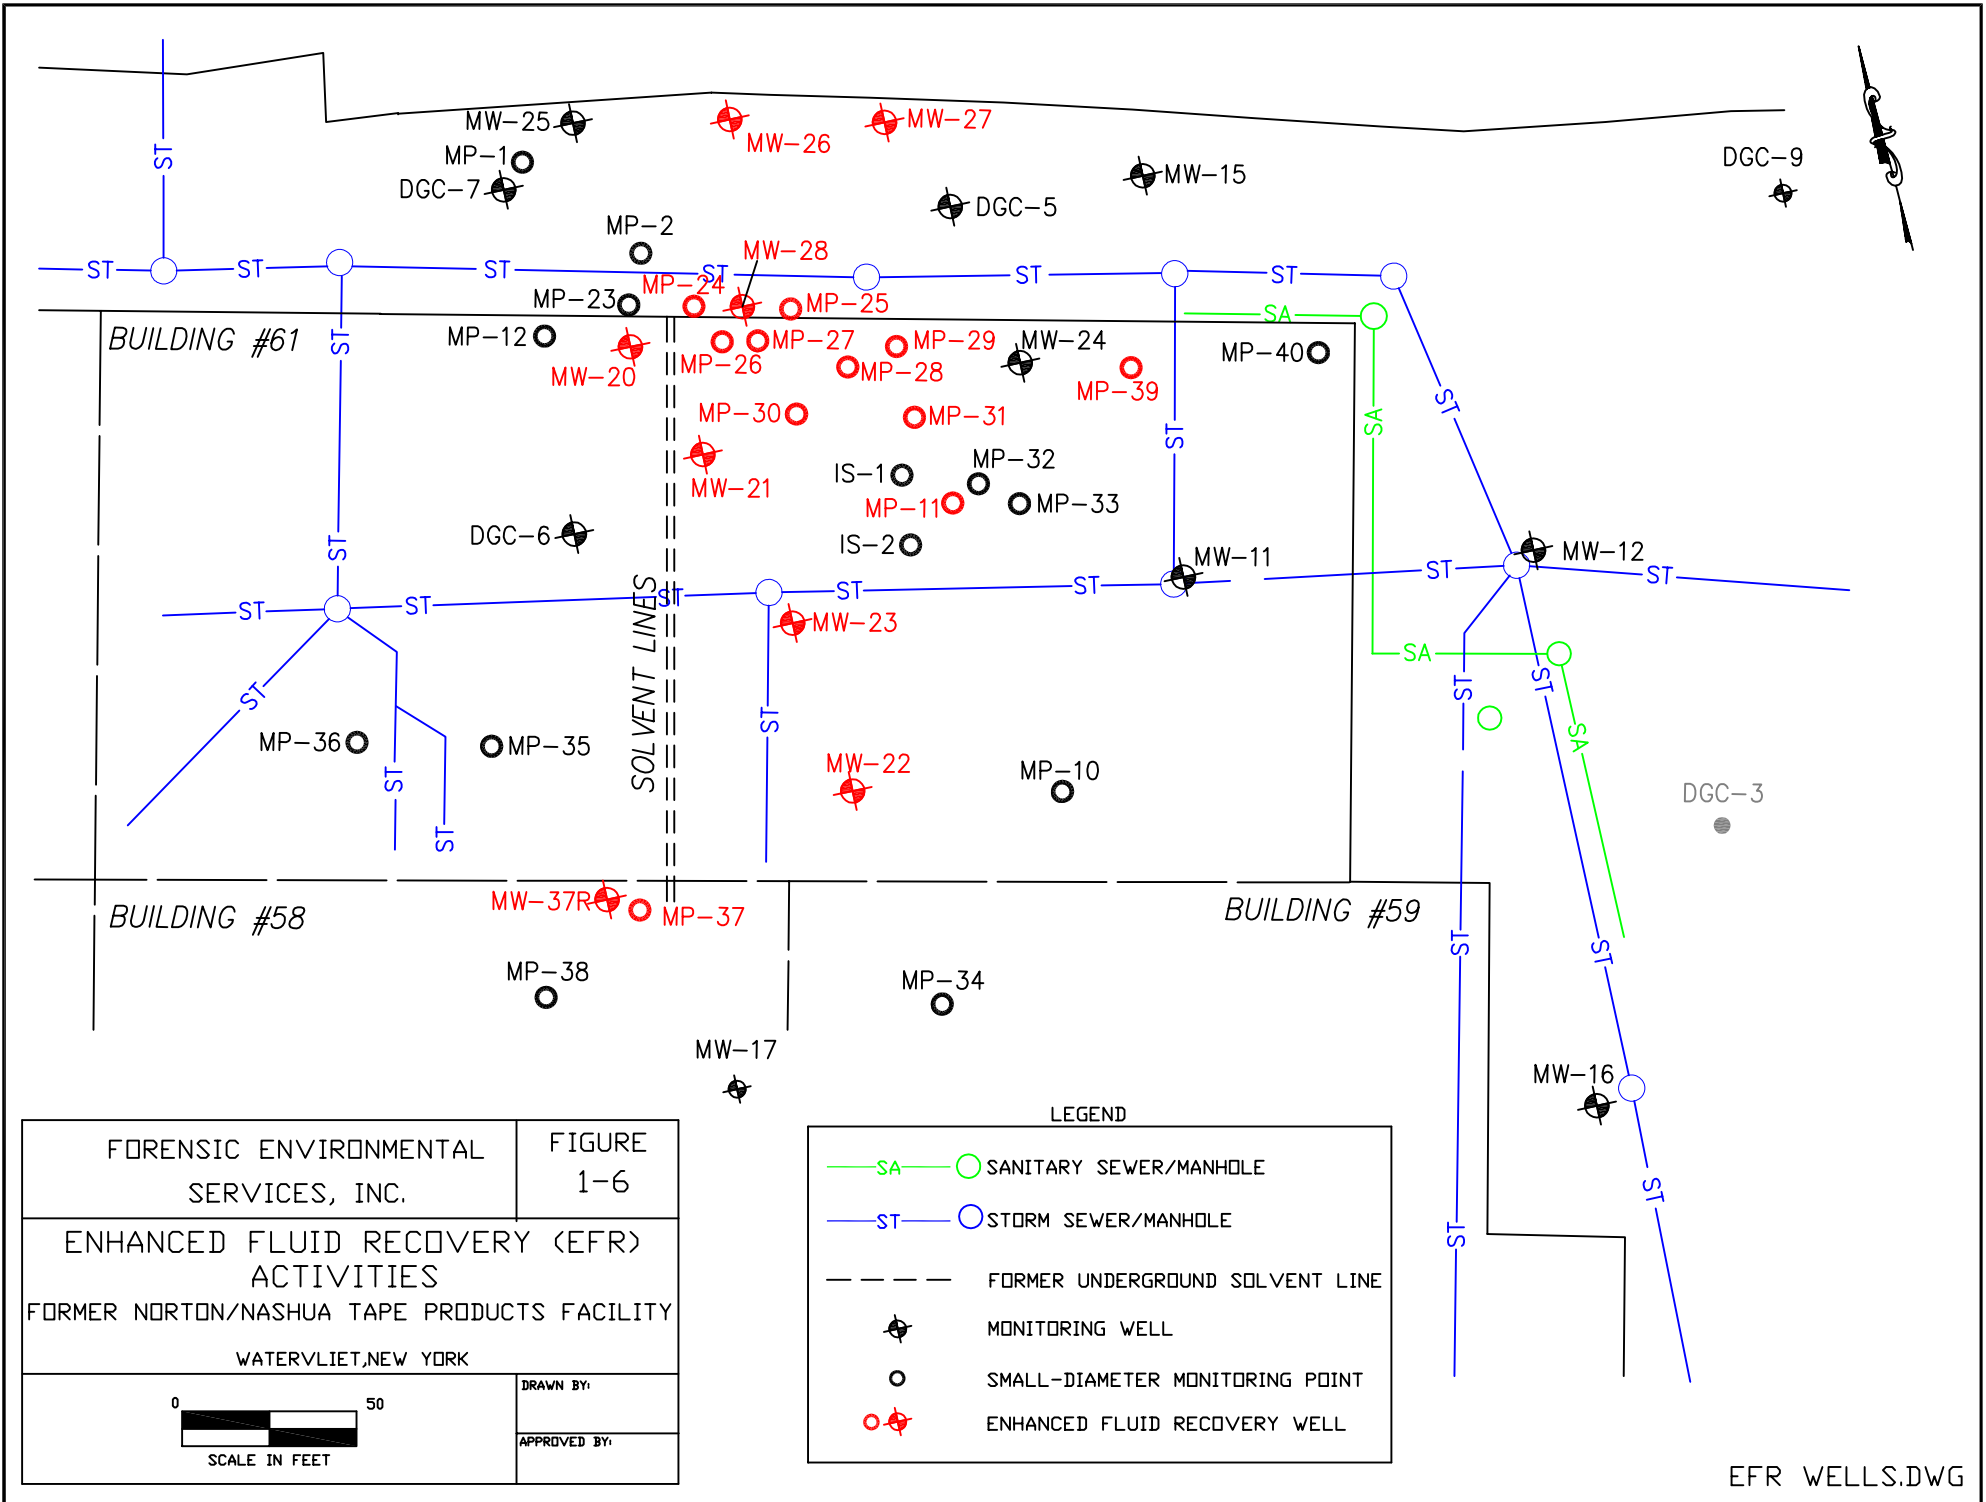 MW-25
MW-26
MW-27
MP-1
DGC-7
MW-15
DGC-9
DGC-5
MP-2
MW-28
ST
ST
ST
ST
ST
ST
ST
MP-24
MP-23
MP-25
SA
BUILDING #61
ST
MP-12
MW-20
MP-26
MP-27
MP-29
MP-28
MW-24
MP-39
MP-40
ST
SA
MP-30
MP-31
ST
MW-21
IS-1
MP-32
MP-11
MP-33
DGC-6
IS-2
ST
MW-11
MW-12
ST
ST
ST
ST
ST
ST
ST
ST
SOLVENT LINES
MW-23
SA
ST
ST
ST
ST
SA
MP-36
MP-35
ST
MW-22
MP-10
DGC-3
ST
BUILDING #58
MW-37R
MP-37
BUILDING #59
ST
ST
MP-38
MP-34
MW-17
MW-16
ST
ST
FORENSIC ENVIRONMENTAL
SERVICES, INC.
FIGURE
1-6
ENHANCED FLUID RECOVERY (EFR)
ACTIVITIES
FORMER NORTON/NASHUA TAPE PRODUCTS FACILITY
WATERVLIET,NEW YORK
0 50
SCALE IN FEET
DRAWN BY:
APPROVED BY:
LEGEND
SA SANITARY SEWER/MANHOLE
ST STORM SEWER/MANHOLE
FORMER UNDERGROUND SOLVENT LINE
MONITORING WELL
SMALL-DIAMETER MONITORING POINT
ENHANCED FLUID RECOVERY WELL
EFR WELLS.DWG